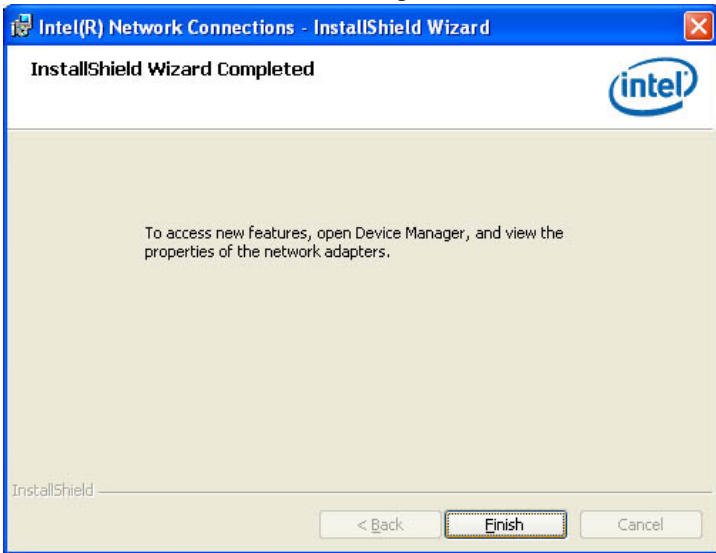 Intel(R) Network Connections - InstallShield Wizard
InstallShield Wizard Completed
intel
To access new features, open Device Manager, and view the
properties of the network adapters.
InstallShield
< Back
Finish
Cancel